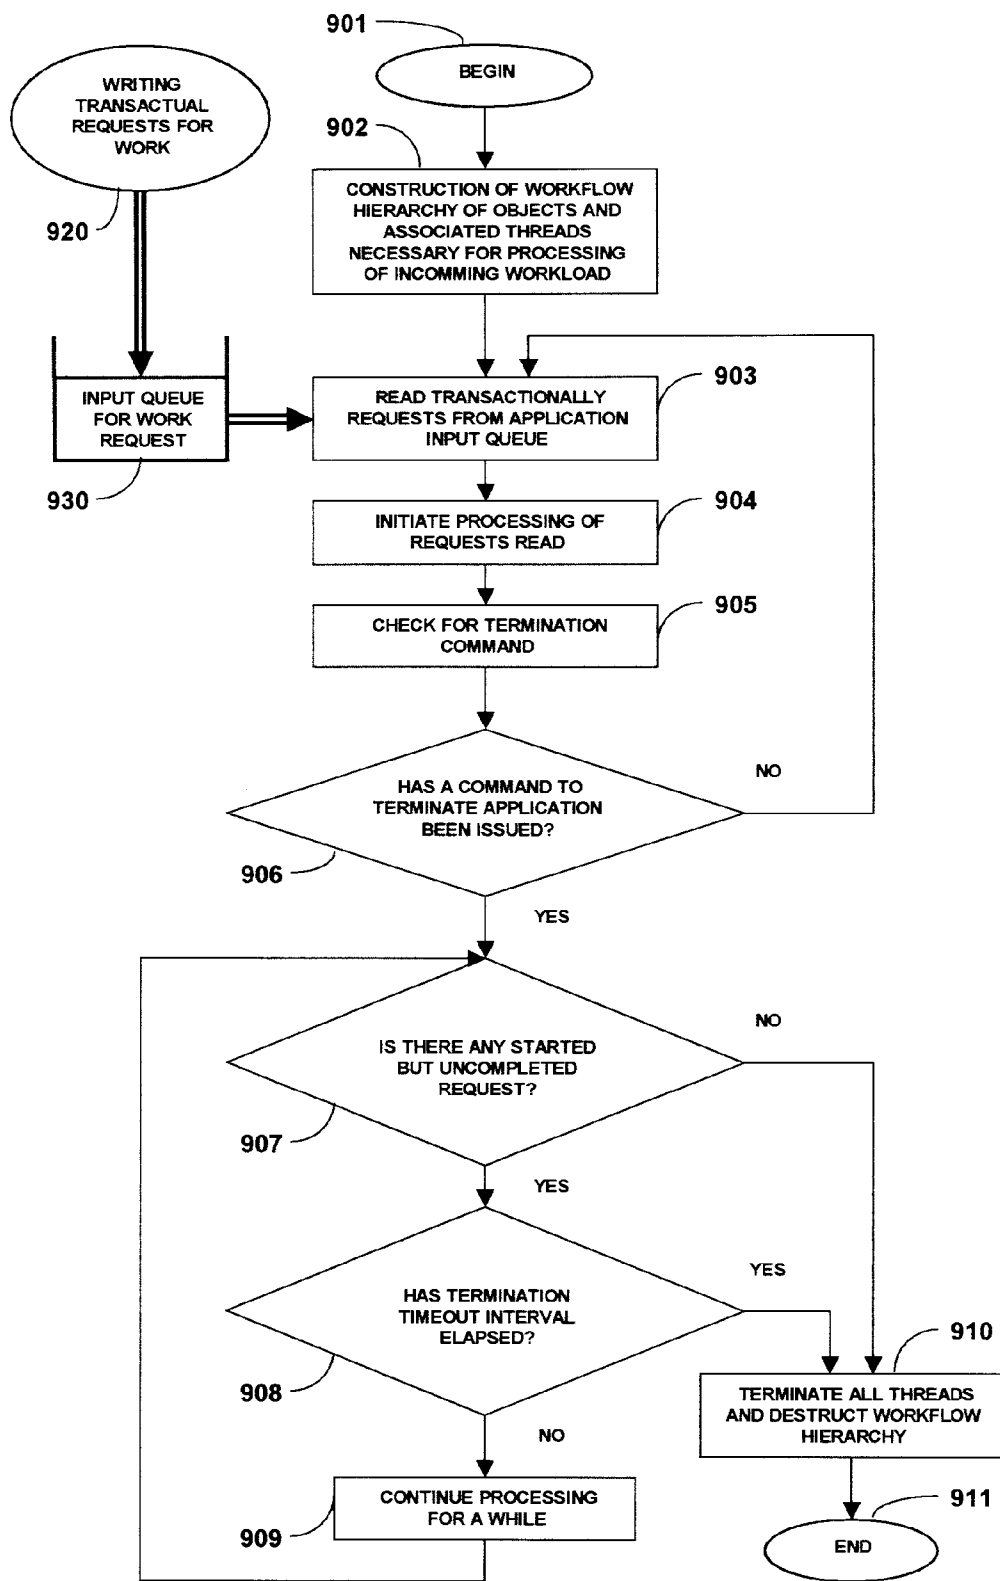 901
BEGIN
WRITING
TRANSACTUAL
REQUESTS FOR
WORK
920
902
CONSTRUCTION OF WORKFLOW
HIERARCHY OF OBJECTS AND
ASSOCIATED THREADS
NECESSARY FOR PROCESSING
OF INCOMMING WORKLOAD
INPUT QUEUE
FOR WORK
REQUEST
930
903
READ TRANSACTIONALLY
REQUESTS FROM APPLICATION
INPUT QUEUE
904
INITIATE PROCESSING OF
REQUESTS READ
905
CHECK FOR TERMINATION
COMMAND
HAS A COMMAND TO
TERMINATE APPLICATION
BEEN ISSUED?
NO
906
YES
IS THERE ANY STARTED
BUT UNCOMPLETED
REQUEST?
NO
907
YES
HAS TERMINATION
TIMEOUT INTERVAL
ELAPSED?
YES
908
NO
910
TERMINATE ALL THREADS
AND DESTRUCT WORKFLOW
HIERARCHY
CONTINUE PROCESSING
FOR A WHILE
909
911
END